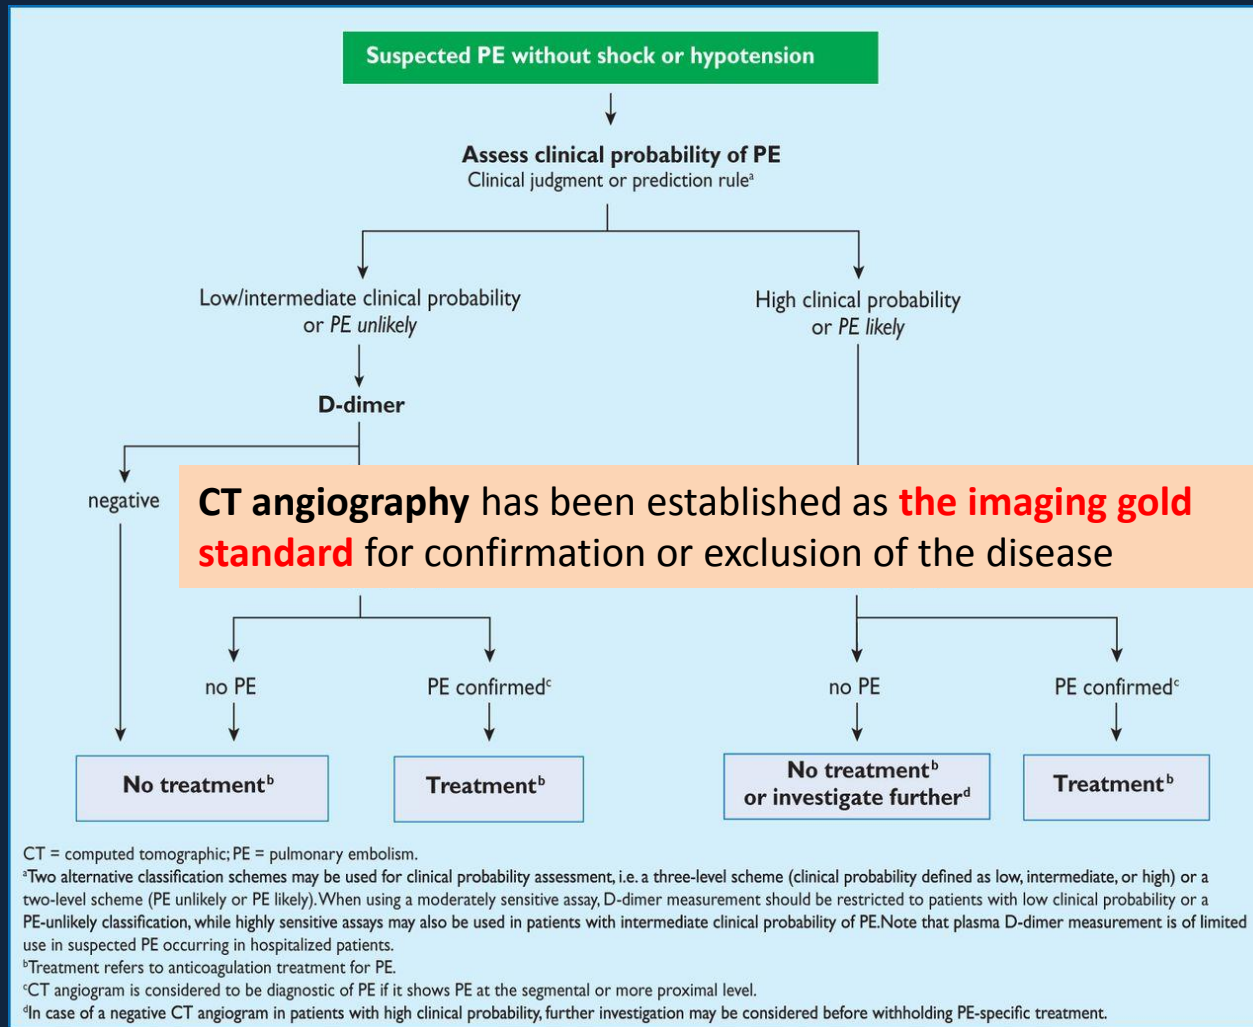 Suspected PE without shock or hypotension
Assess clinical probability of PE
Clinical judgment or prediction ruleᵃ
Low/intermediate clinical probability
or PE unlikely
High clinical probability
or PE likely
D-dimer
negative
CT angiography has been established as the imaging gold
standard for confirmation or exclusion of the disease
no PE
PE confirmedᶜ
no PE
PE confirmedᶜ
No treatmentᵇ
Treatmentᵇ
No treatmentᵇ
or investigate furtherᵈ
Treatmentᵇ
CT = computed tomographic; PE = pulmonary embolism.
ᵃTwo alternative classification schemes may be used for clinical probability assessment, i.e. a three-level scheme (clinical probability defined as low, intermediate, or high) or a
two-level scheme (PE unlikely or PE likely). When using a moderately sensitive assay, D-dimer measurement should be restricted to patients with low clinical probability or a
PE-unlikely classification, while highly sensitive assays may also be used in patients with intermediate clinical probability of PE. Note that plasma D-dimer measurement is of limited
use in suspected PE occurring in hospitalized patients.
ᵇTreatment refers to anticoagulation treatment for PE.
ᶜCT angiogram is considered to be diagnostic of PE if it shows PE at the segmental or more proximal level.
ᵈIn case of a negative CT angiogram in patients with high clinical probability, further investigation may be considered before withholding PE-specific treatment.